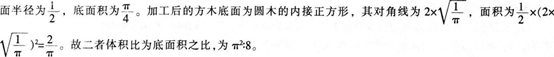 面半径为1/2，底面积为π/4。加工后的方木底面为圆木的内接正方形，其对角线为2×√(1/π)，面积为1/2×(2×
√(1/π))²=2/π。故二者体积比为底面积之比，为π²∶8。